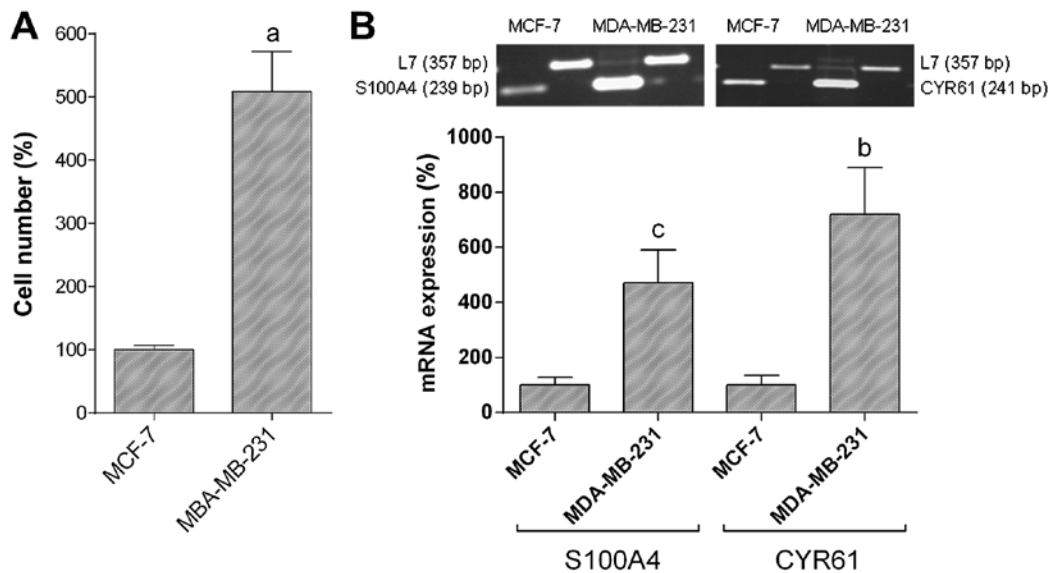 A
Cell number (%)
600
500
400
300
200
100
0
a
MCF-7
MBA-MB-231
B
MCF-7 MDA-MB-231 MCF-7 MDA-MB-231
L7 (357 bp) L7 (357 bp)
S100A4 (239 bp) CYR61 (241 bp)
mRNA expression (%)
1000
800
600
400
200
0
c
b
MCF-7
MDA-MB-231
MCF-7
MDA-MB-231
S100A4 CYR61